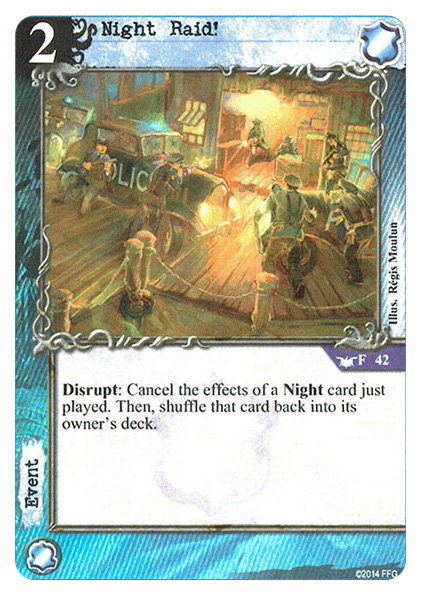 2
Night Raid!
POLICE
Illus. Régis Moulun
F 42
Disrupt: Cancel the effects of a Night card just
played. Then, shuffle that card back into its
owner's deck.
Event
©2014 FFG